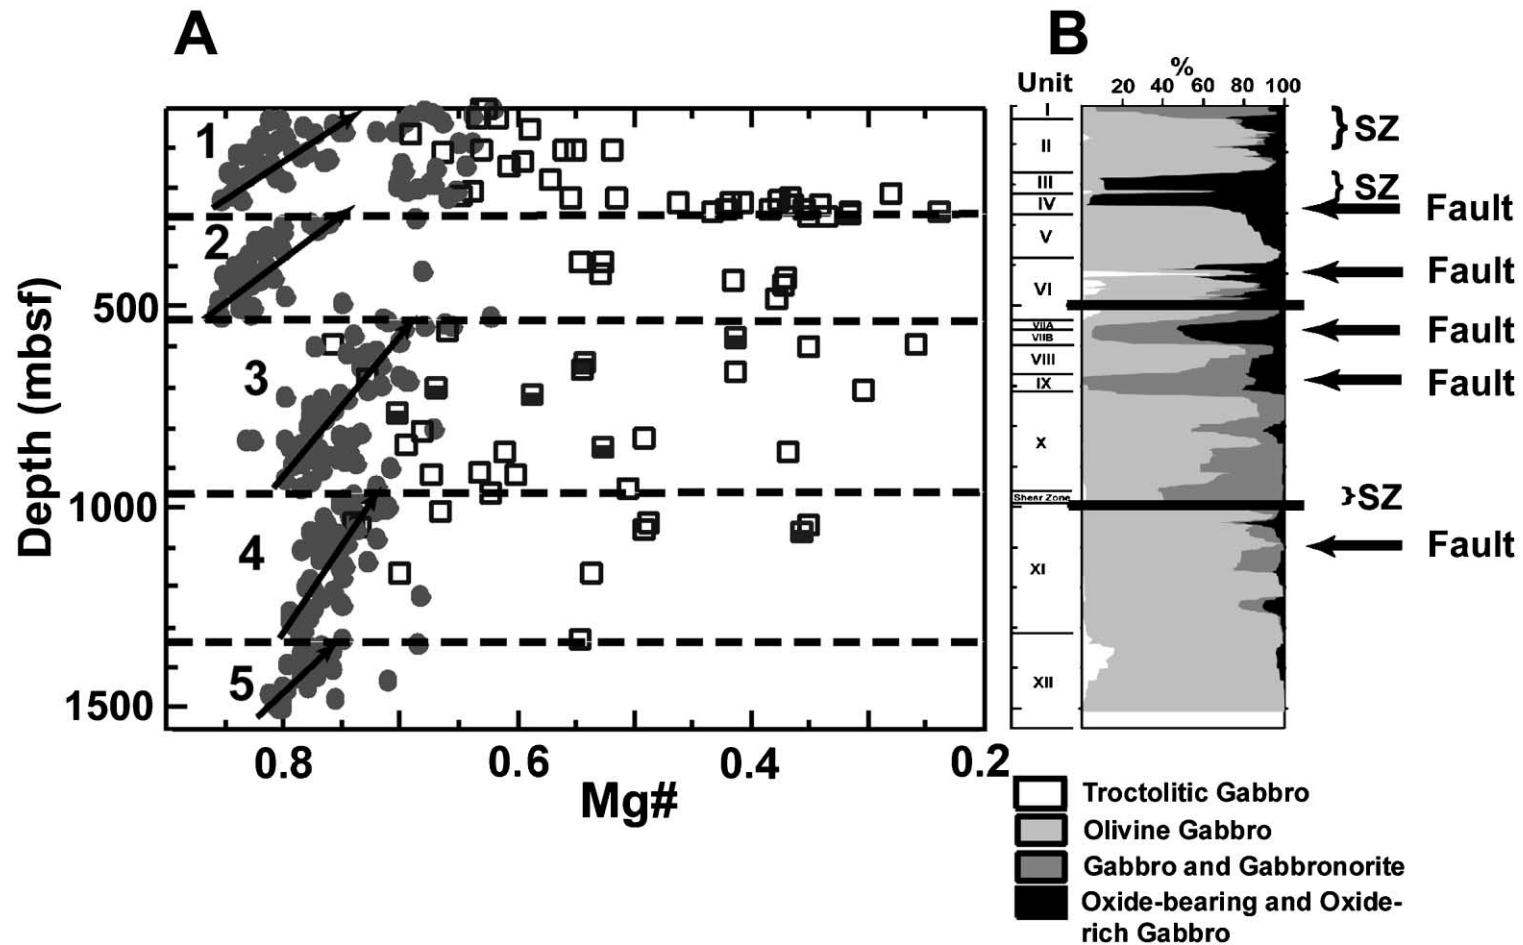 A
B
1
2
3
4
5
500
1000
1500
Depth (mbsf)
0.8
0.6
0.4
0.2
Mg#
Unit
%
20 40 60 80 100
I
II
III
IV
V
VI
VIIA
VIIB
VIII
IX
X
Shear Zone
XI
XII
} SZ
} SZ
Fault
Fault
Fault
Fault
} SZ
Fault
Troctolitic Gabbro
Olivine Gabbro
Gabbro and Gabbronorite
Oxide-bearing and Oxide-
rich Gabbro